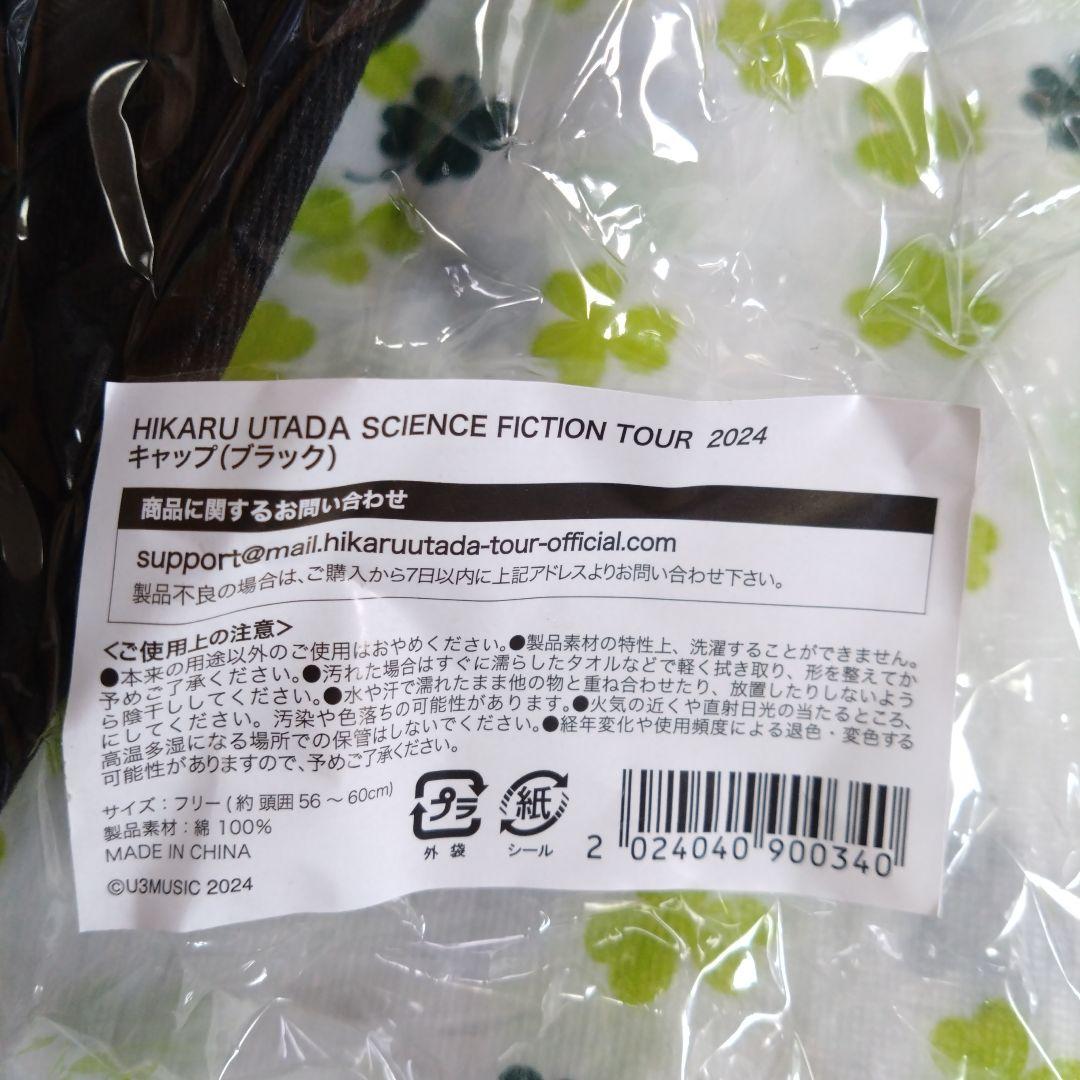 HIKARU UTADA SCIENCE FICTION TOUR 2024
キャップ(ブラック)
商品に関するお問い合わせ
support@mail.hikaruutada-tour-official.com
製品不良の場合は、ご購入から7日以内に上記アドレスよりお問い合わせ下さい。
<ご使用上の注意>
●本来の用途以外のご使用はおやめください。●製品素材の特性上、洗濯することができません。
予めご了承ください。●汚れた場合はすぐに濡らしたタオルなどで軽く拭き取り、形を整えてか
ら陰干ししてください。●水や汗で濡れたまま他の物と重ね合わせたり、放置したりしないよう
にしてください。汚染や色落ちの可能性があります。●火気の近くや直射日光の当たるところ、
高温多湿になる場所での保管はしないでください。●経年変化や使用頻度による退色・変色する
可能性がありますので、予めご了承ください。
サイズ：フリー(約 頭囲 56 ～ 60cm)
製品素材：綿 100%
MADE IN CHINA
©U3MUSIC 2024
プラ
外 袋
紙
シール
2 024040 900340